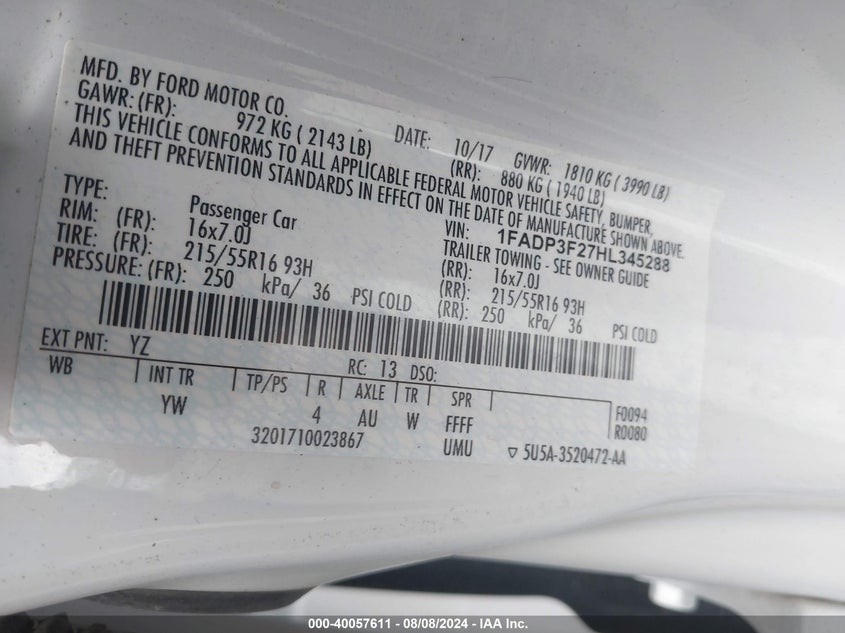 MFD. BY FORD MOTOR CO.
DATE: 10/17 GVWR: 1810 KG ( 3990 LB)
GAWR: (FR): 972 KG ( 2143 LB) (RR): 880 KG ( 1940 LB)
THIS VEHICLE CONFORMS TO ALL APPLICABLE FEDERAL MOTOR VEHICLE SAFETY, BUMPER,
AND THEFT PREVENTION STANDARDS IN EFFECT ON THE DATE OF MANUFACTURE SHOWN ABOVE.
VIN: 1FADP3F27HL345288
TYPE: Passenger Car TRAILER TOWING - SEE OWNER GUIDE
RIM: (FR): 16x7.0J (RR): 16x7.0J
TIRE: (FR): 215/55R16 93H (RR): 215/55R16 93H
PRESSURE: (FR): 250 kPa/ 36 PSI COLD (RR): 250 kPa/ 36 PSI COLD
EXT PNT: YZ RC: 13 DSO:
WB INT TR TP/PS R AXLE TR SPR
YW 4 AU W FFFF F0094
R0080
3201710023867 UMU ▽ 5U5A-3520472-AA
000-40057611 - 08/08/2024 - IAA Inc.